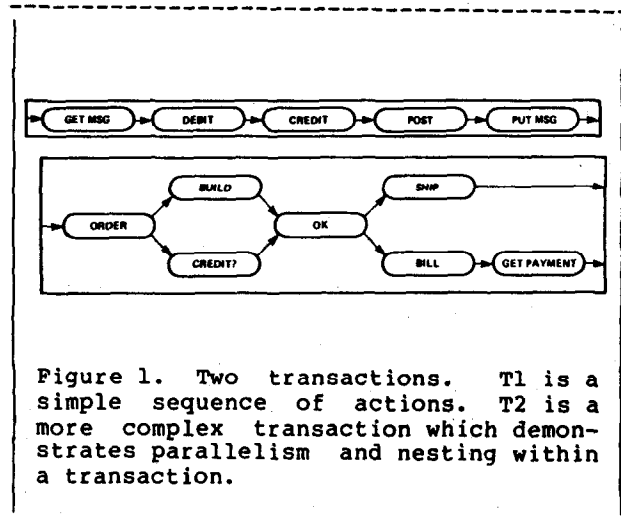 GET MSG DEBIT CREDIT POST PUT MSG
BUILD SHIP
ORDER OK
CREDIT? BILL GET PAYMENT
Figure 1. Two transactions. T1 is a
simple sequence of actions. T2 is a
more complex transaction which demon-
strates parallelism and nesting within
a transaction.